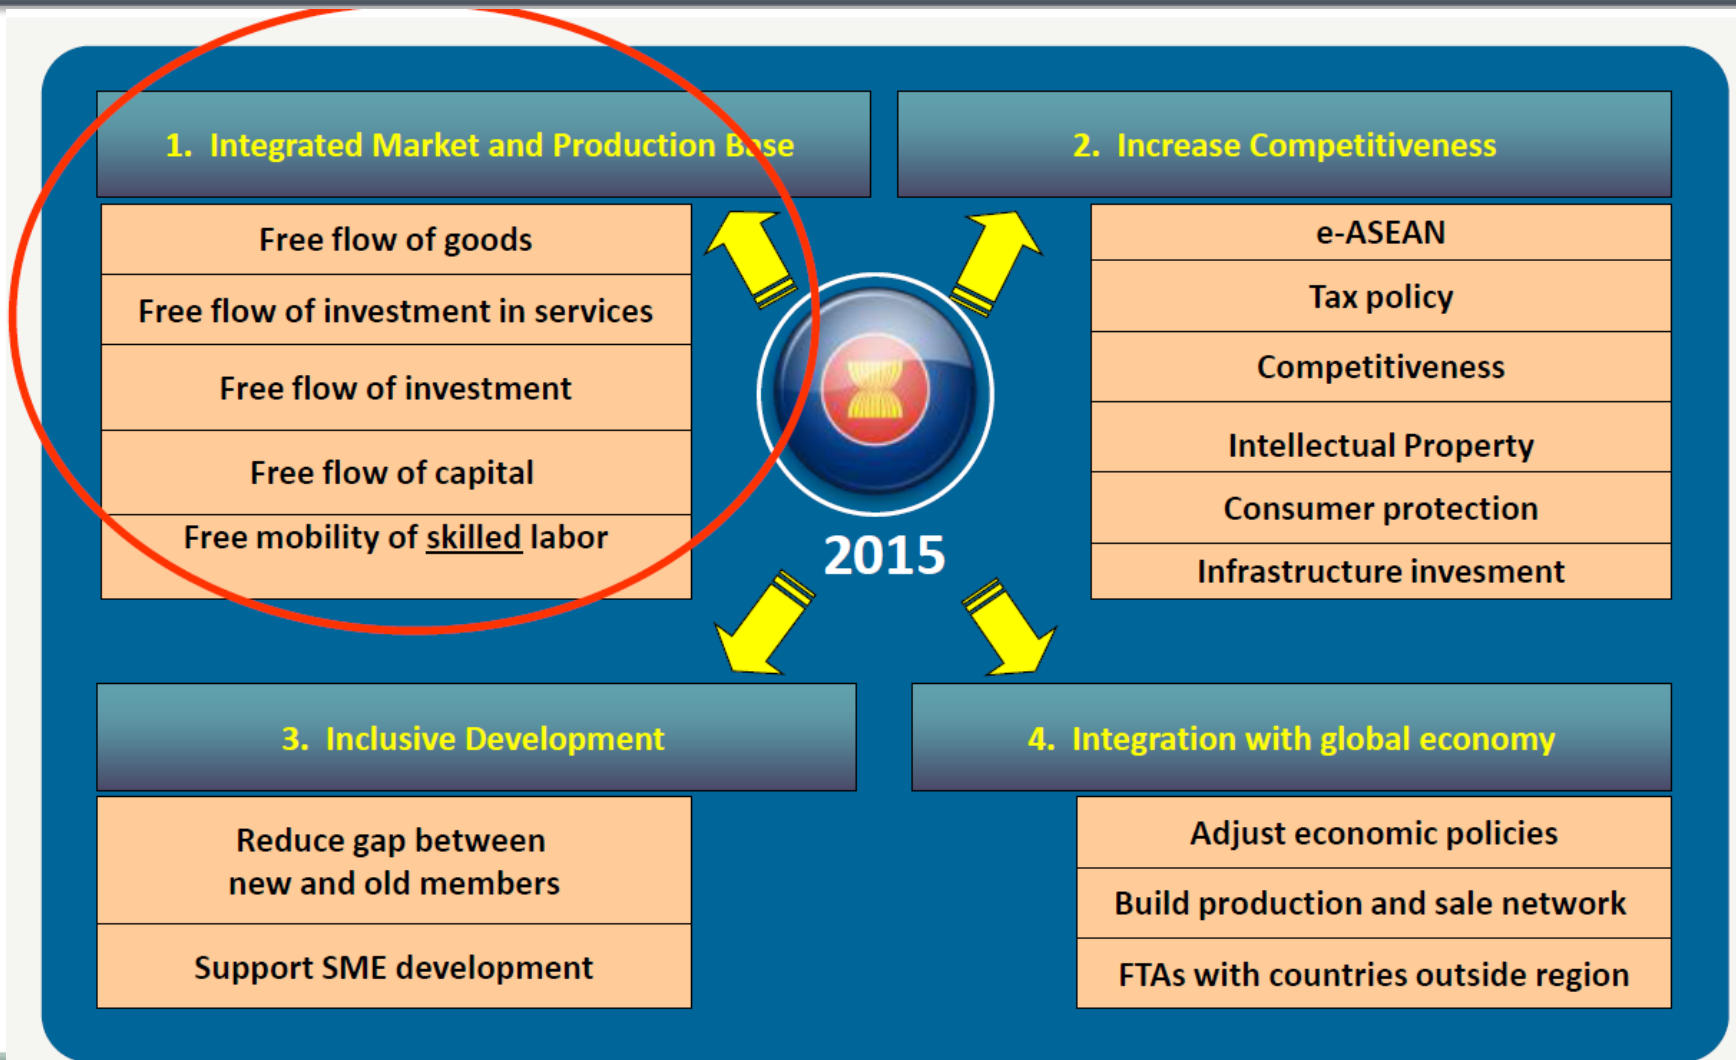 1. Integrated Market and Production Base
Free flow of goods
Free flow of investment in services
Free flow of investment
Free flow of capital
Free mobility of skilled labor
2. Increase Competitiveness
e-ASEAN
Tax policy
Competitiveness
Intellectual Property
Consumer protection
Infrastructure invesment
2015
3. Inclusive Development
Reduce gap between
new and old members
Support SME development
4. Integration with global economy
Adjust economic policies
Build production and sale network
FTAs with countries outside region